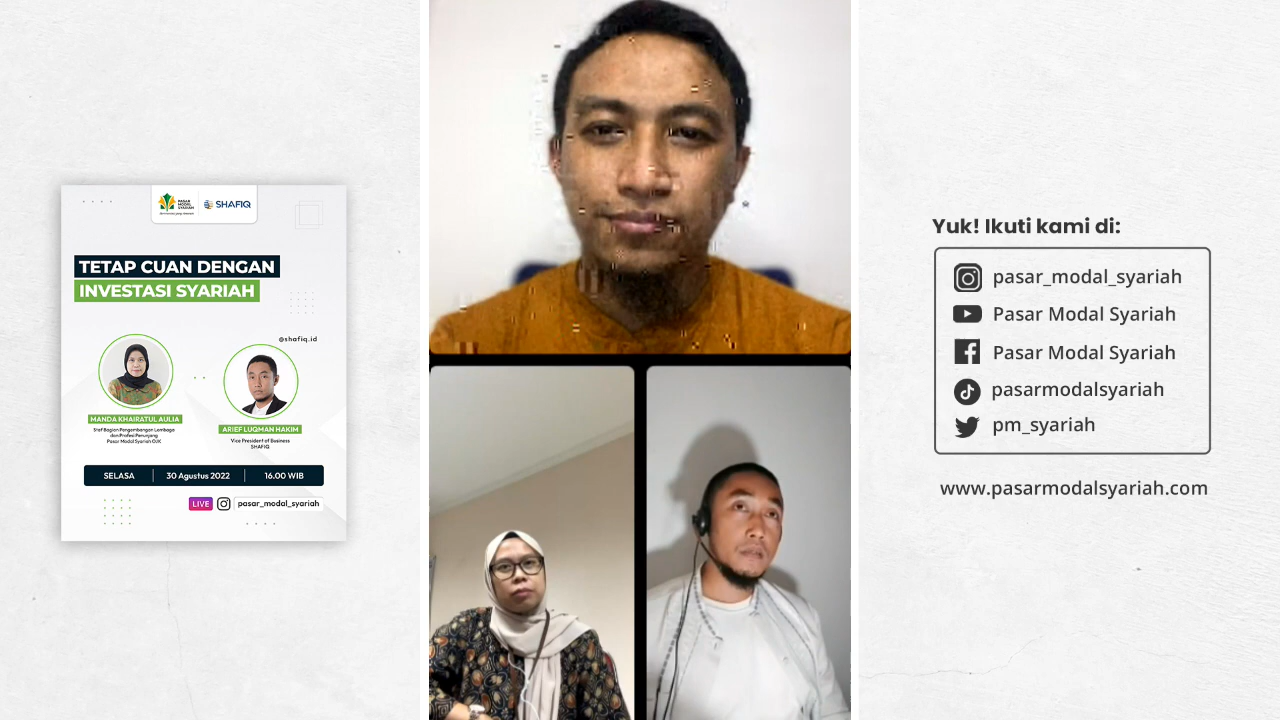 PASAR
MODAL
SYARIAH
SHAFIQ
TETAP CUAN DENGAN
INVESTASI SYARIAH
@shafiq.id
MANDA KHAIRATUL AULIA
Staf Bagian Pengembangan Lembaga
dan Profesi Penunjang
Pasar Modal Syariah OJK
ARIEF LUQMAN HAKIM
Vice President of Business
SHAFIQ
SELASA
30 Agustus 2022
16.00 WIB
LIVE
pasar_modal_syariah
Yuk! Ikuti kami di:
pasar_modal_syariah
Pasar Modal Syariah
Pasar Modal Syariah
pasarmodalsyariah
pm_syariah
www.pasarmodalsyariah.com